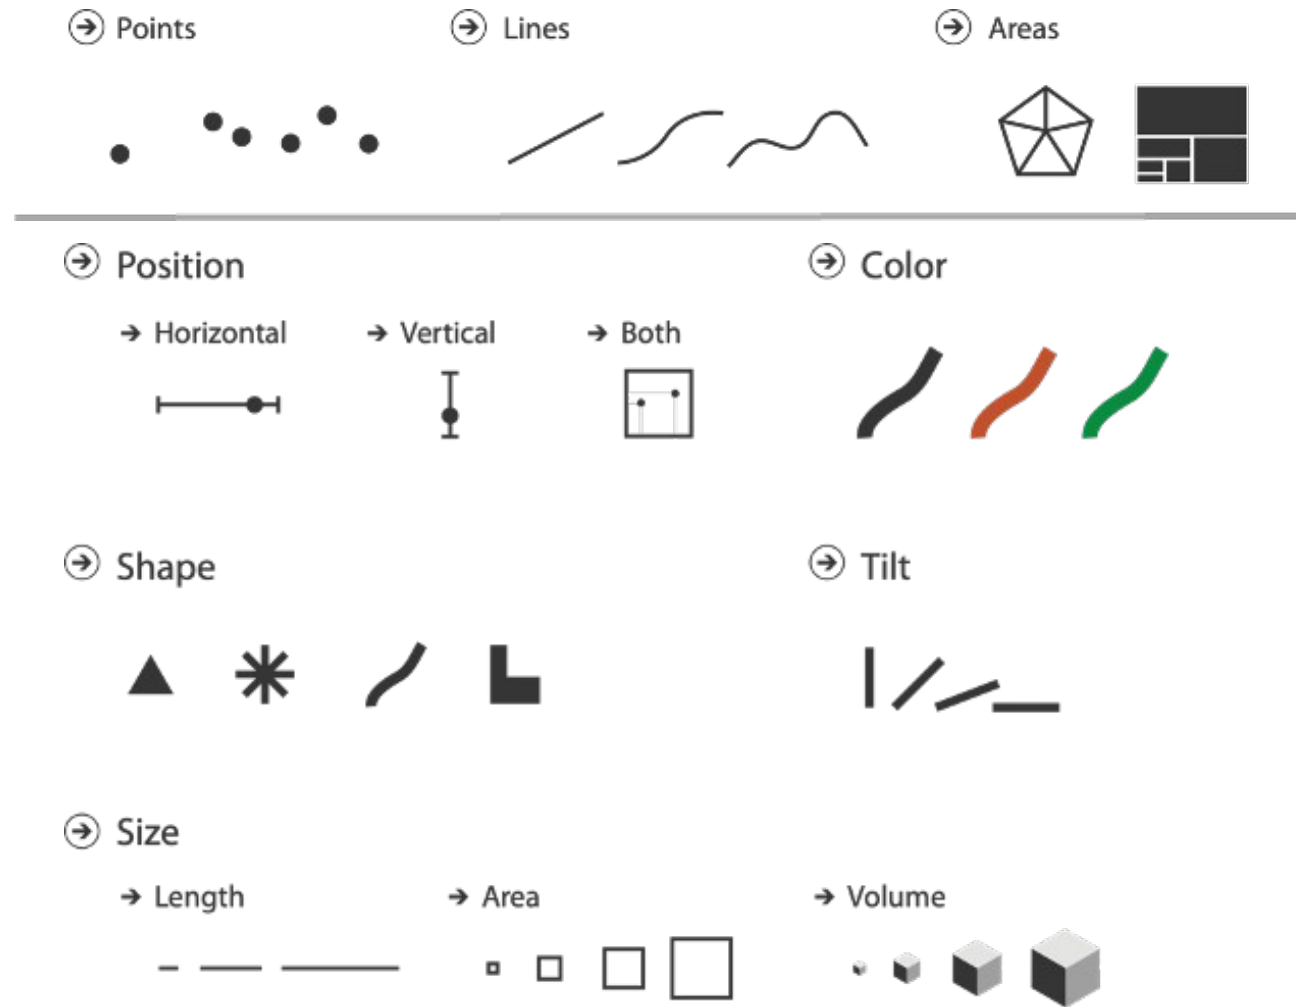 Points
Lines
Areas
Position
Color
Horizontal
Vertical
Both
Shape
Tilt
Size
Length
Area
Volume